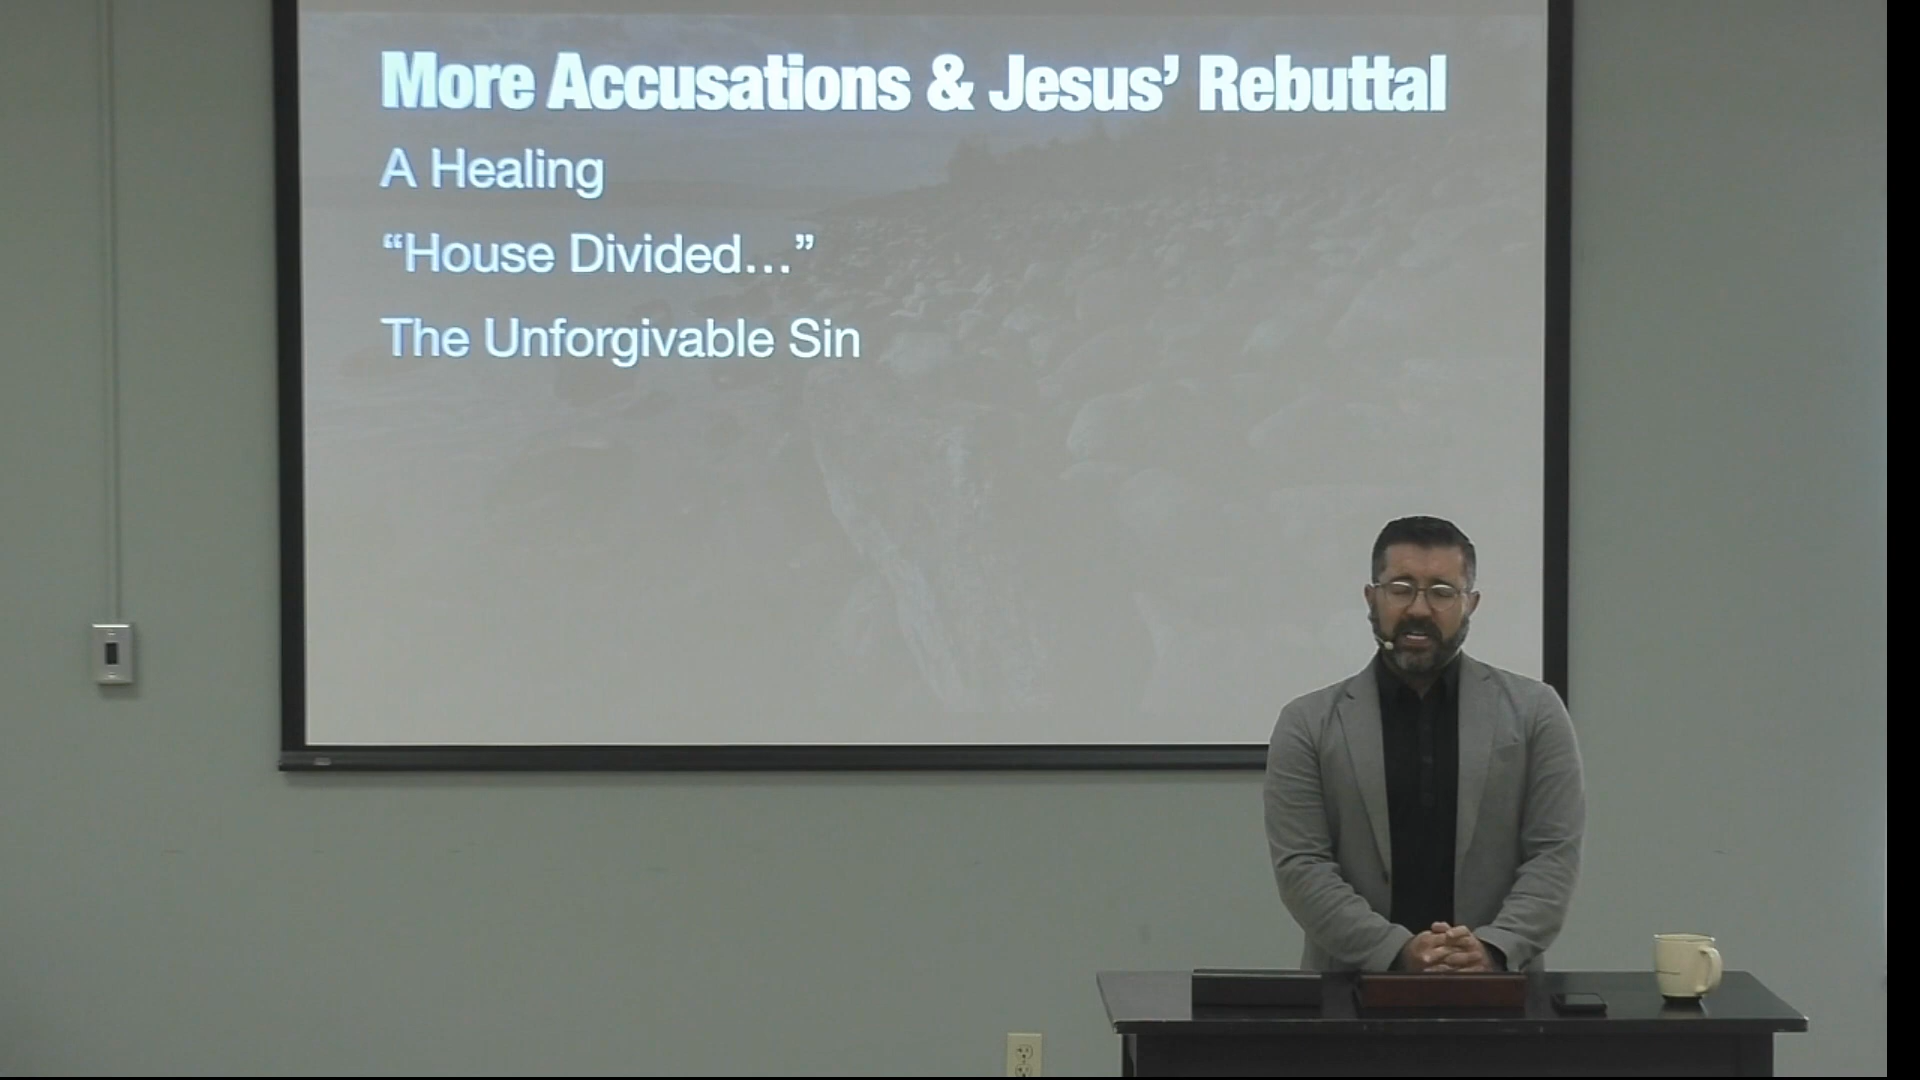 More Accusations & Jesus’ Rebuttal
A Healing
“House Divided…”
The Unforgivable Sin